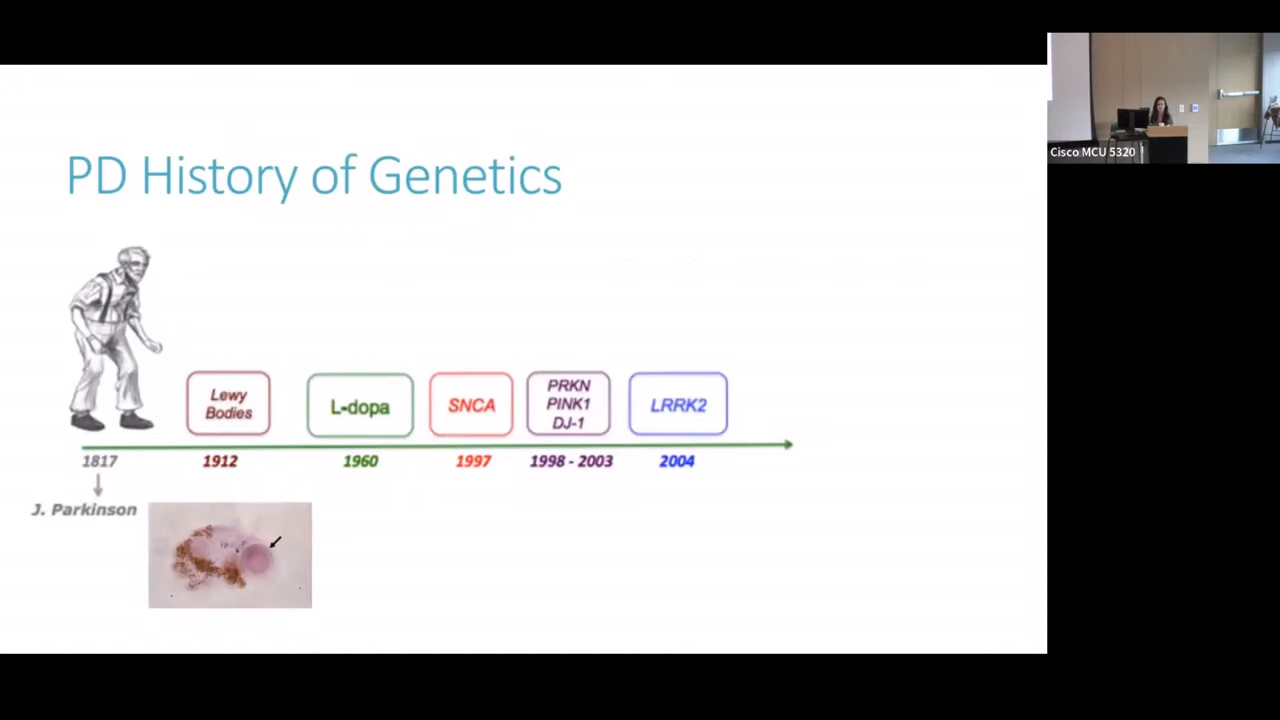 PD History of Genetics
Lewy
Bodies
L-dopa
SNCA
PRKN
PINK1
DJ-1
LRRK2
1817
1912
1960
1997
1998 - 2003
2004
J. Parkinson
Cisco MCU 5320